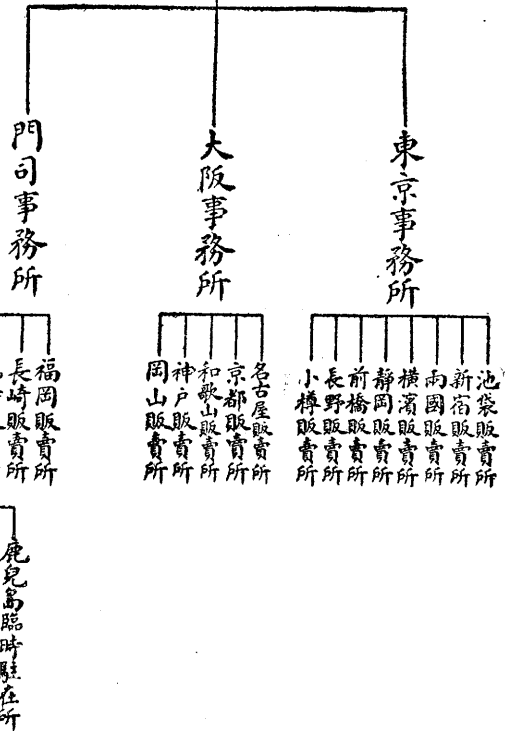 東京事務所
池袋販賣所
新宿販賣所
両國販賣所
横濱販賣所
靜岡販賣所
前橋販賣所
長野販賣所
小樽販賣所
大阪事務所
名古屋販賣所
京都販賣所
和歌山販賣所
神戸販賣所
岡山販賣所
門司事務所
福岡販賣所
長崎販賣所
鹿兒島臨時駐在所